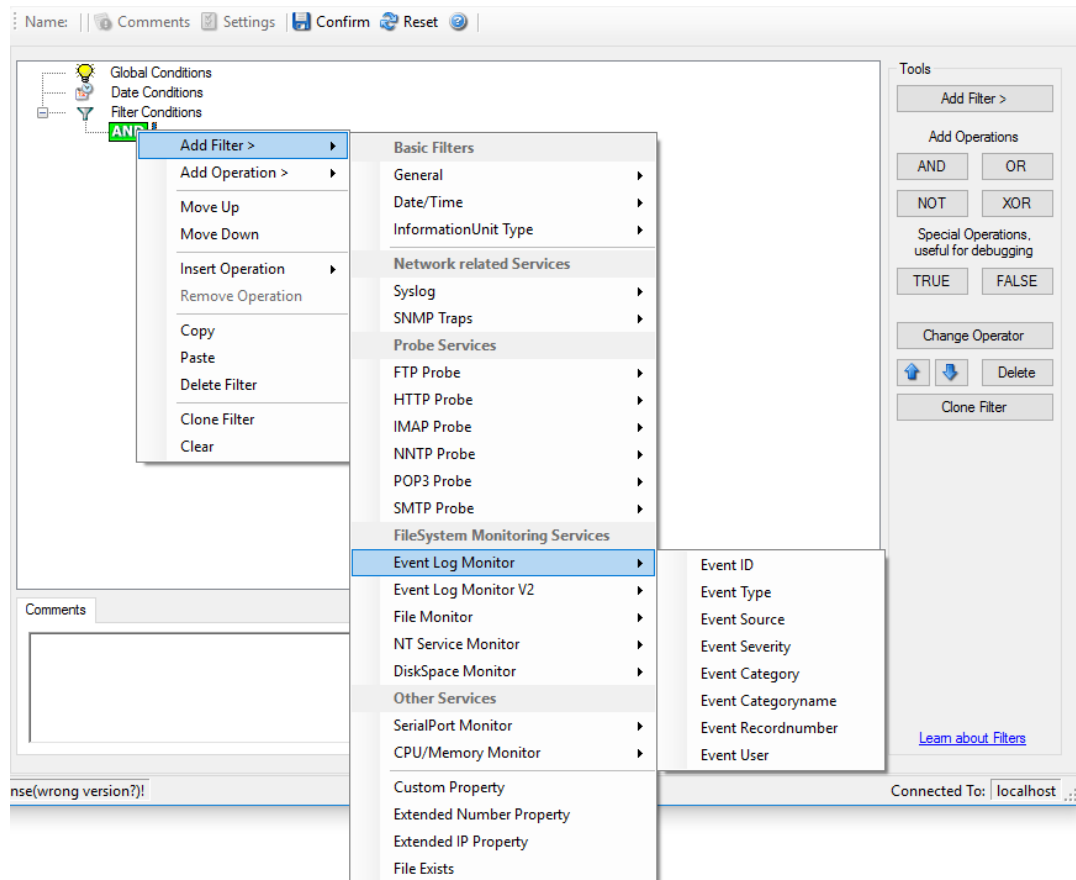 Name: Comments Settings Confirm Reset
Global Conditions
Date Conditions
Filter Conditions
AND
Add Filter >
Add Operation >
Move Up
Move Down
Insert Operation
Remove Operation
Copy
Paste
Delete Filter
Clone Filter
Clear
Basic Filters
General
Date/Time
InformationUnit Type
Network related Services
Syslog
SNMP Traps
Probe Services
FTP Probe
HTTP Probe
IMAP Probe
NNTP Probe
POP3 Probe
SMTP Probe
FileSystem Monitoring Services
Event Log Monitor
Event Log Monitor V2
File Monitor
NT Service Monitor
DiskSpace Monitor
Other Services
SerialPort Monitor
CPU/Memory Monitor
Custom Property
Extended Number Property
Extended IP Property
File Exists
Event ID
Event Type
Event Source
Event Severity
Event Category
Event Categoryname
Event Recordnumber
Event User
Tools
Add Filter >
Add Operations
AND OR
NOT XOR
Special Operations,
useful for debugging
TRUE FALSE
Change Operator
Delete
Clone Filter
Learn about Filters
Comments
nse(wrong version?)!
Connected To: localhost